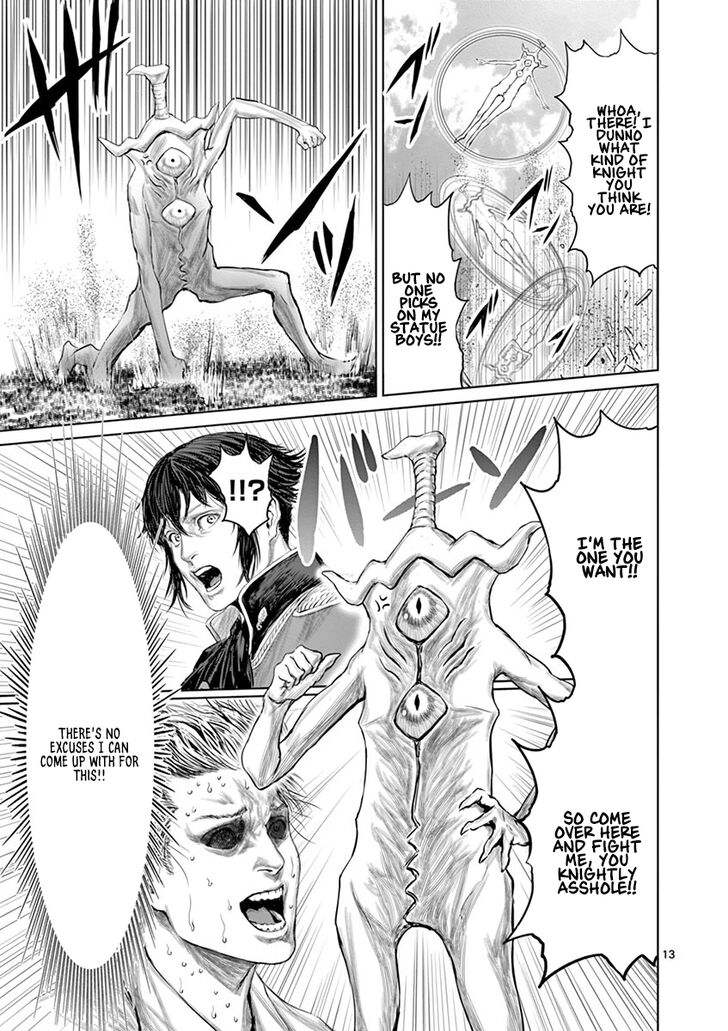 WHOA,
THERE! I
DUNNO
WHAT
KIND OF
KNIGHT
YOU
THINK
YOU ARE!
BUT NO
ONE
PICKS
ON MY
STATUE
BOYS!!
!!?
I'M THE
ONE YOU
WANT!!
THERE'S NO
EXCUSES I CAN
COME UP WITH FOR
THIS!!
SO COME
OVER HERE
AND FIGHT
ME, YOU
KNIGHTLY
ASSHOLE!!
13